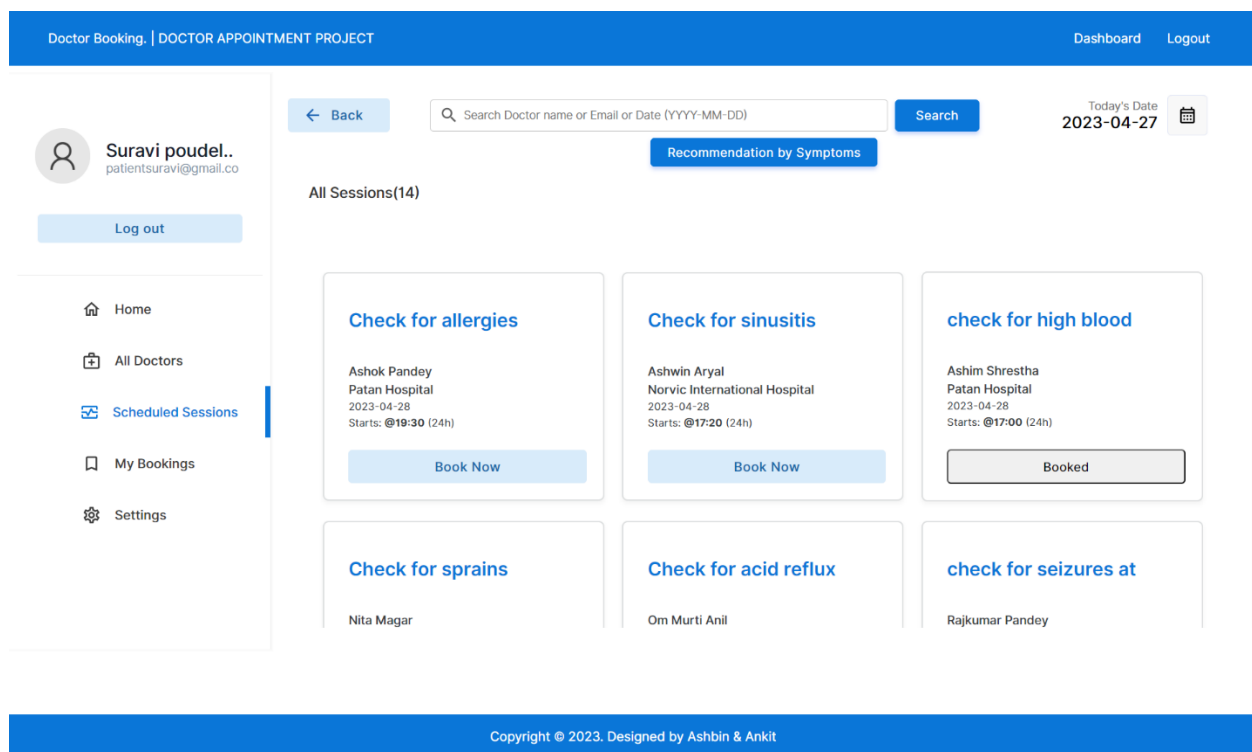 Doctor Booking. | DOCTOR APPOINTMENT PROJECT
Dashboard
Logout
Suravi poudel..
patientsuravi@gmail.co
Log out
Home
All Doctors
Scheduled Sessions
My Bookings
Settings
Back
Search Doctor name or Email or Date (YYYY-MM-DD)
Search
Today's Date
2023-04-27
Recommendation by Symptoms
All Sessions(14)
Check for allergies
Ashok Pandey
Patan Hospital
2023-04-28
Starts: @19:30 (24h)
Book Now
Check for sinusitis
Ashwin Aryal
Norvic International Hospital
2023-04-28
Starts: @17:20 (24h)
Book Now
check for high blood
Ashim Shrestha
Patan Hospital
2023-04-28
Starts: @17:00 (24h)
Booked
Check for sprains
Nita Magar
Check for acid reflux
Om Murti Anil
check for seizures at
Rajkumar Pandey
Copyright © 2023. Designed by Ashbin & Ankit